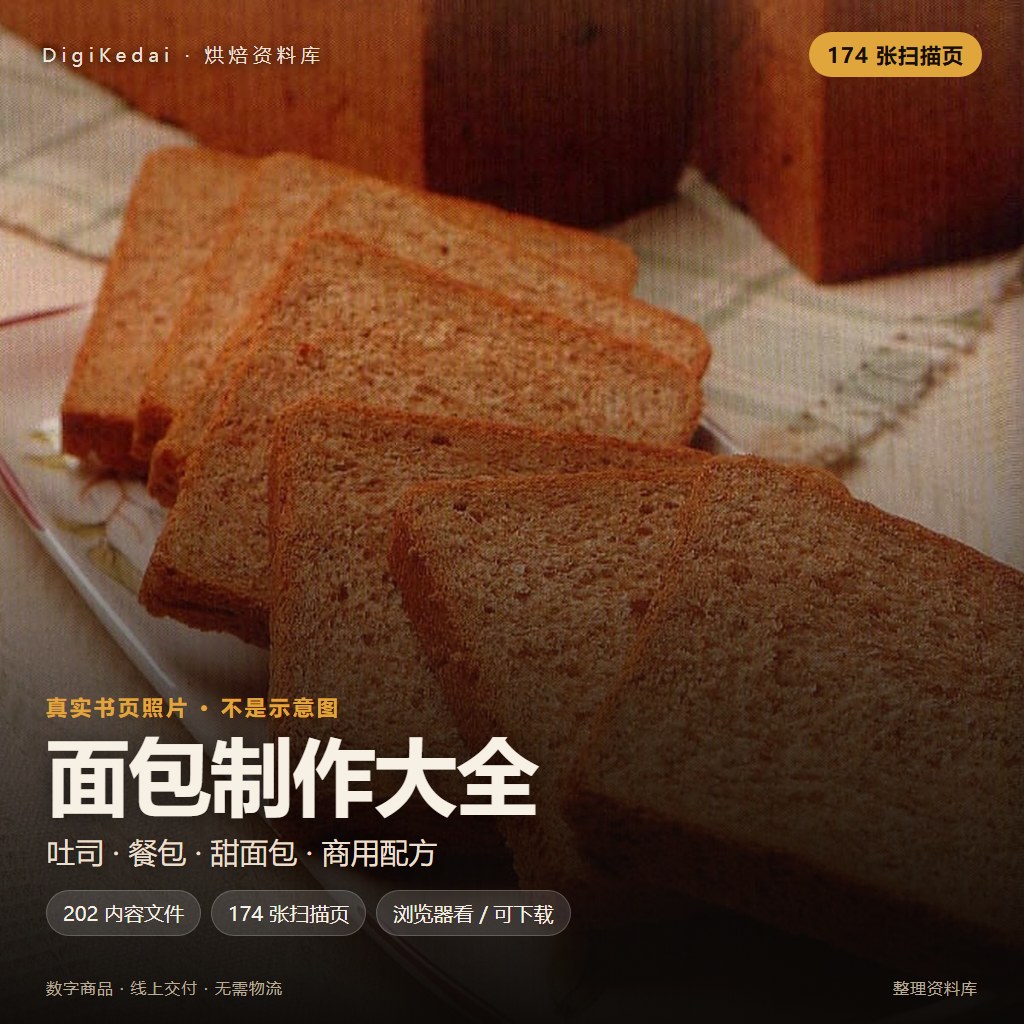 DigiKedai · 烘焙资料库
174 张扫描页
真实书页照片 · 不是示意图
面包制作大全
吐司 · 餐包 · 甜面包 · 商用配方
202 内容文件
174 张扫描页
浏览器看 / 可下载
数字商品 · 线上交付 · 无需物流
整理资料库